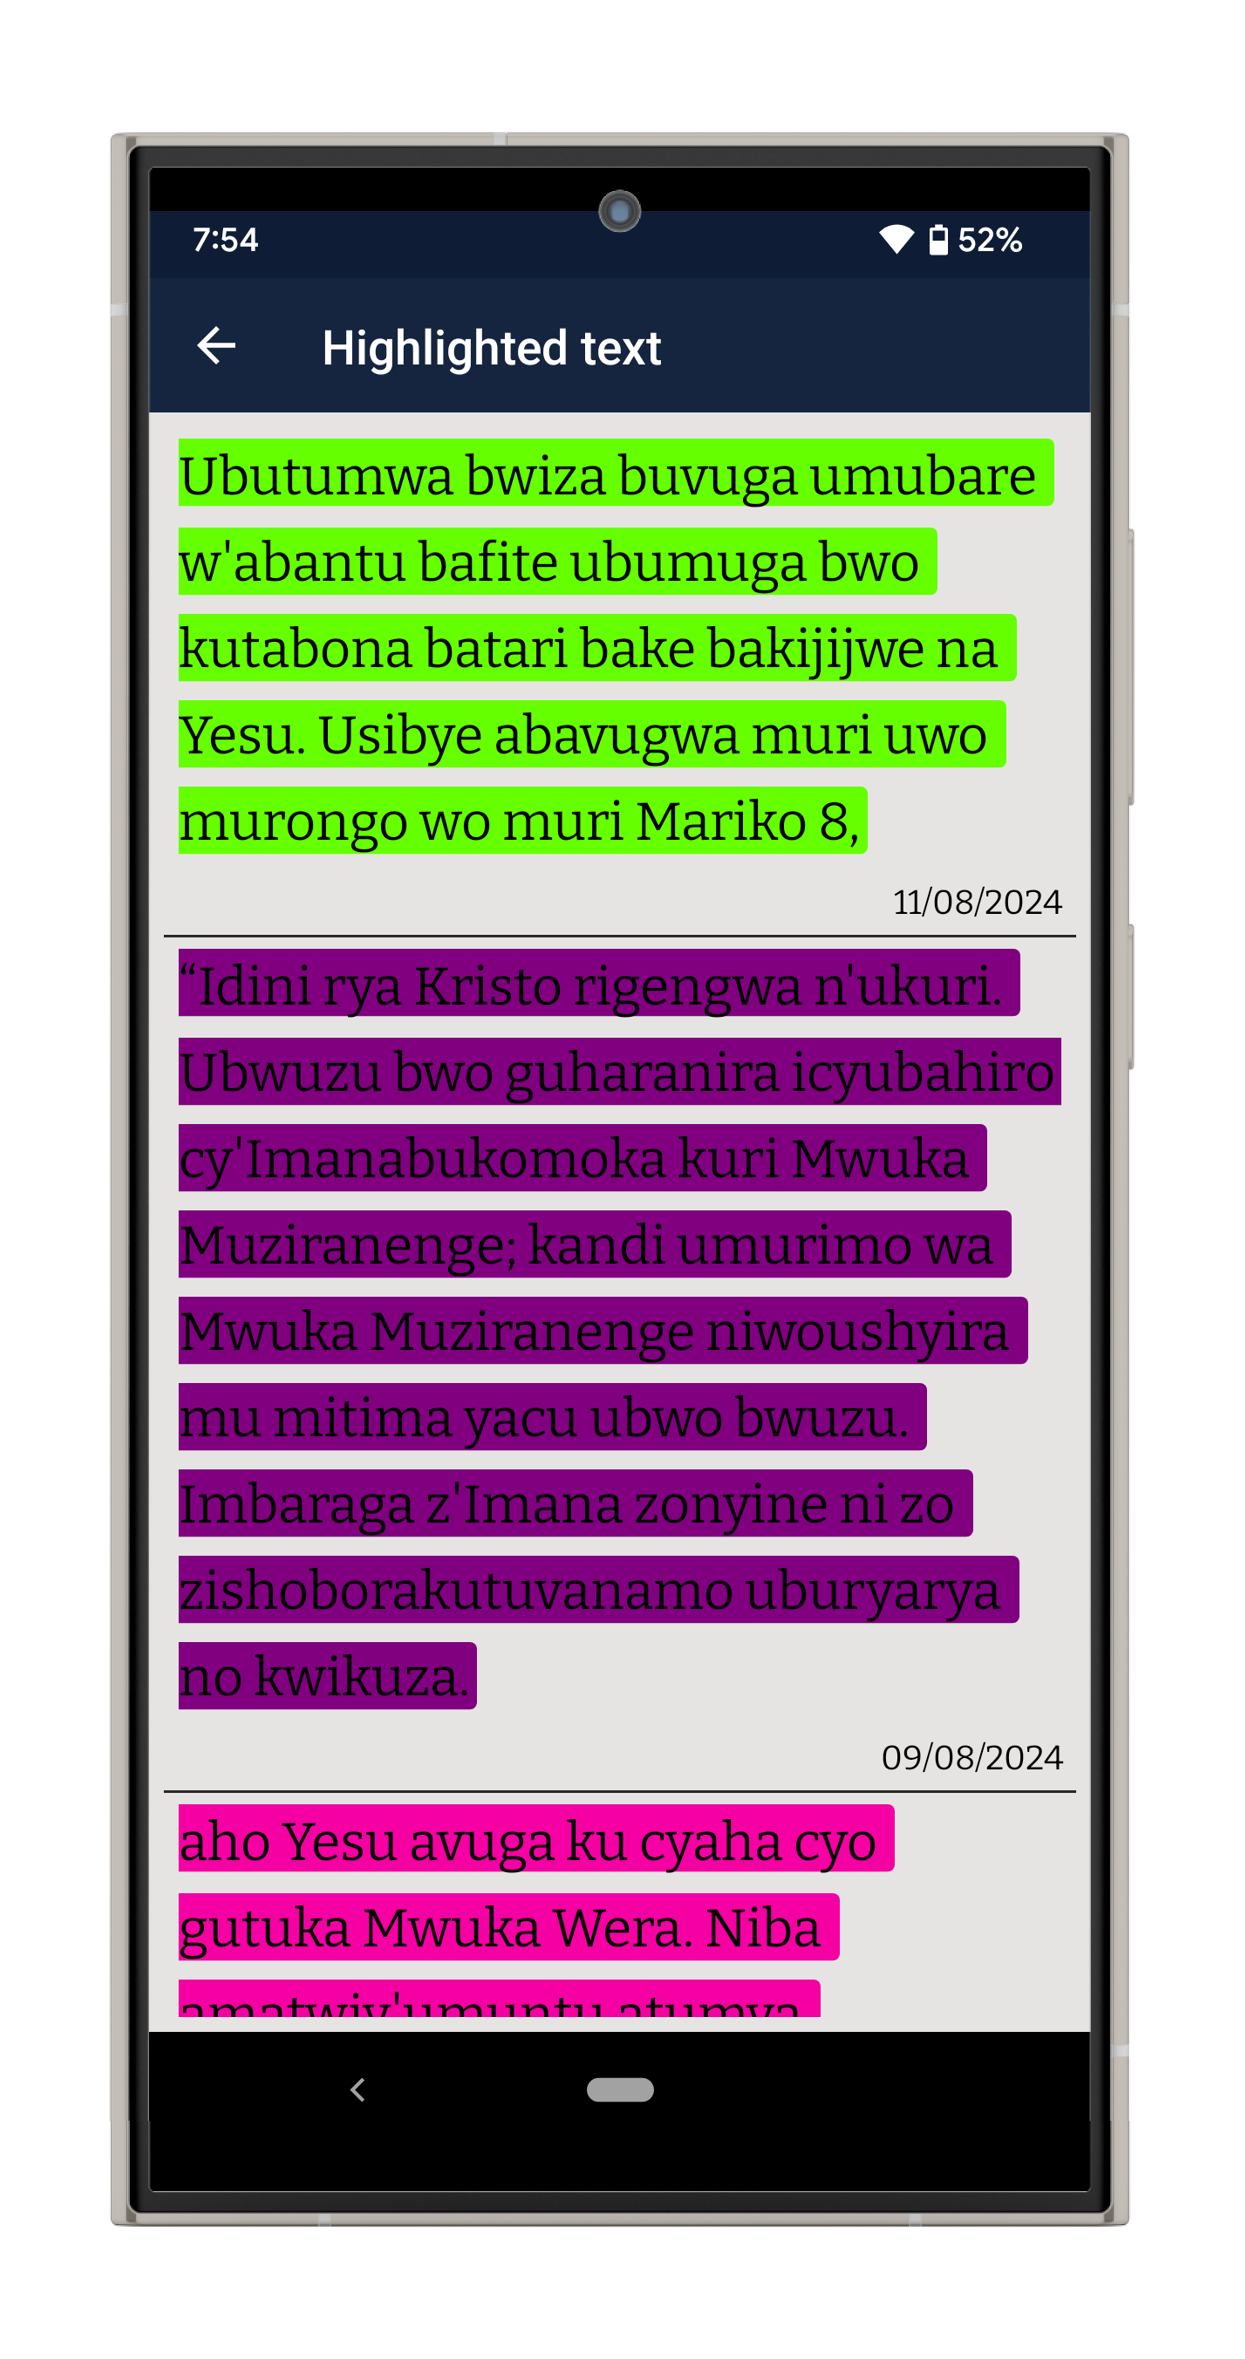 7:54
52%
Highlighted text
Ubutumwa bwiza buvuga umubare
w'abantu bafite ubumuga bwo
kutabona batari bake bakijijwe na
Yesu. Usibye abavugwa muri uwo
murongo wo muri Mariko 8,
11/08/2024
“Idini rya Kristo rigengwa n'ukuri.
Ubwuzu bwo guharanira icyubahiro
cy'Imanabukomoka kuri Mwuka
Muziranenge; kandi umurimo wa
Mwuka Muziranenge niwoushyira
mu mitima yacu ubwo bwuzu.
Imbaraga z'Imana zonyine ni zo
zishoborakutuvanamo uburyarya
no kwikuza.
09/08/2024
aho Yesu avuga ku cyaha cyo
gutuka Mwuka Wera. Niba
amatwiy'umuntu atumva